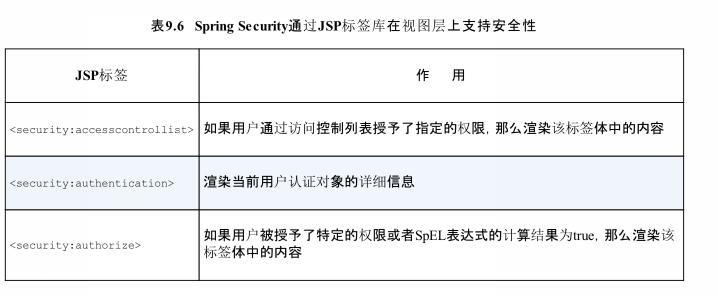 表9.6 Spring Security通过JSP标签库在视图层上支持安全性
JSP标签
作 用
<security:accesscontrollist>
如果用户通过访问控制列表授予了指定的权限，那么渲染该标签体中的内容
<security:authentication>
渲染当前用户认证对象的详细信息
<security:authorize>
如果用户被授予了特定的权限或者SpEL表达式的计算结果为true，那么渲染该
标签体中的内容